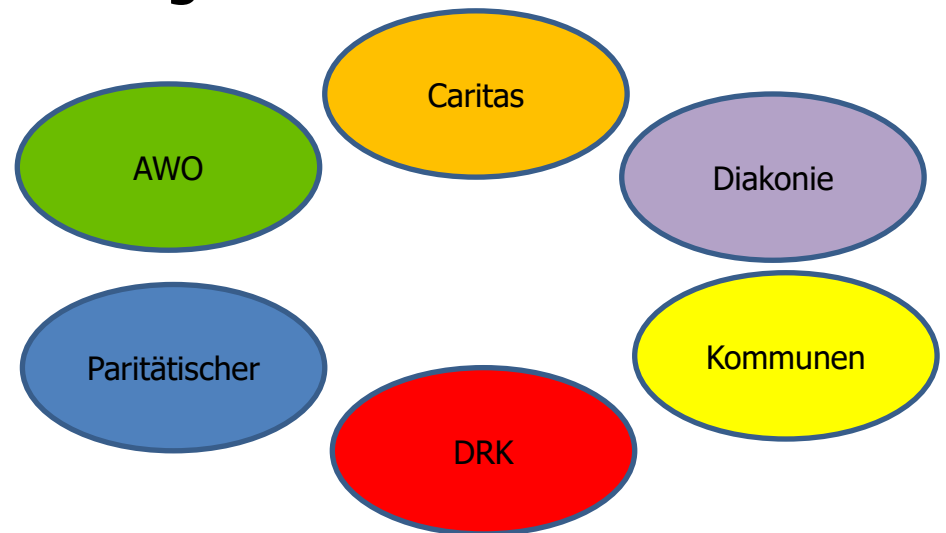 Caritas
AWO
Diakonie
Paritätischer
Kommunen
DRK